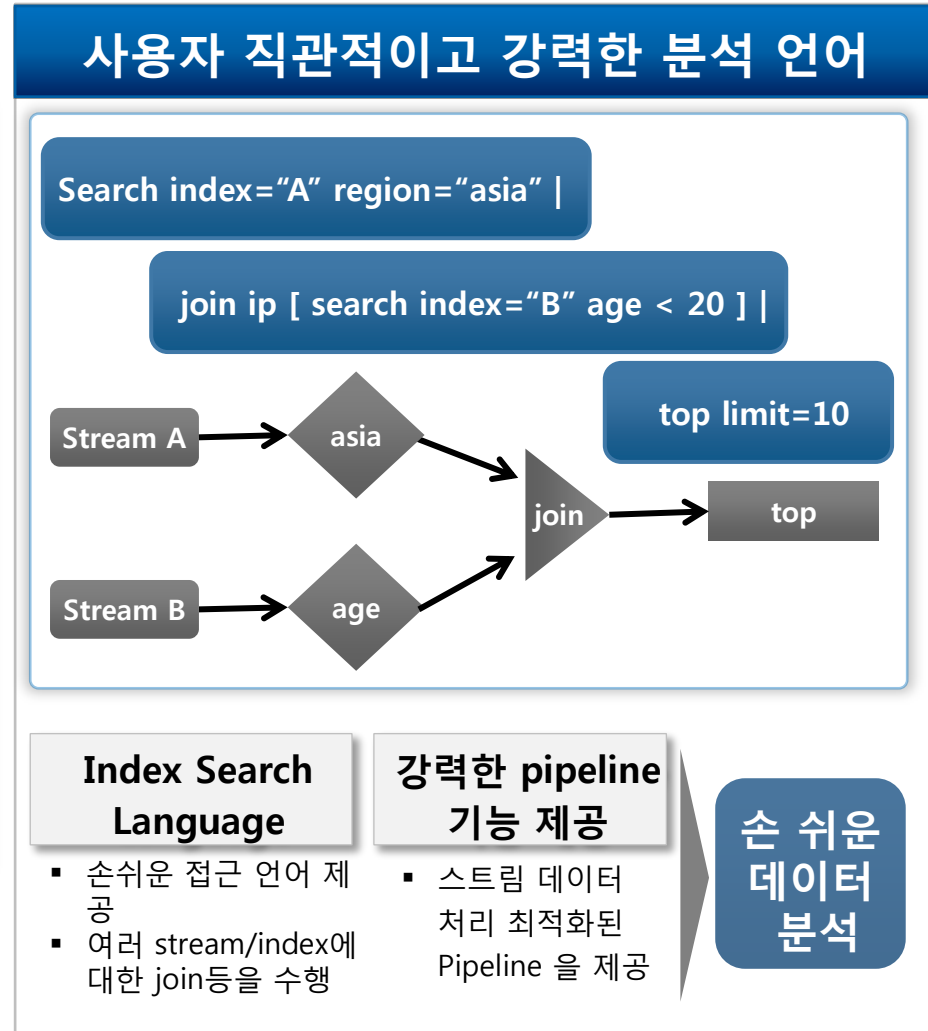 사용자 직관적이고 강력한 분석 언어
Search index=“A” region=“asia” |
join ip [ search index=“B” age < 20 ] |
top limit=10
Stream A
asia
join
top
Stream B
age
Index Search
Language
▪ 손쉬운 접근 언어 제
공
▪ 여러 stream/index에
대한 join등을 수행
강력한 pipeline
기능 제공
▪ 스트림 데이터
처리 최적화된
Pipeline 을 제공
손 쉬운
데이터
분석